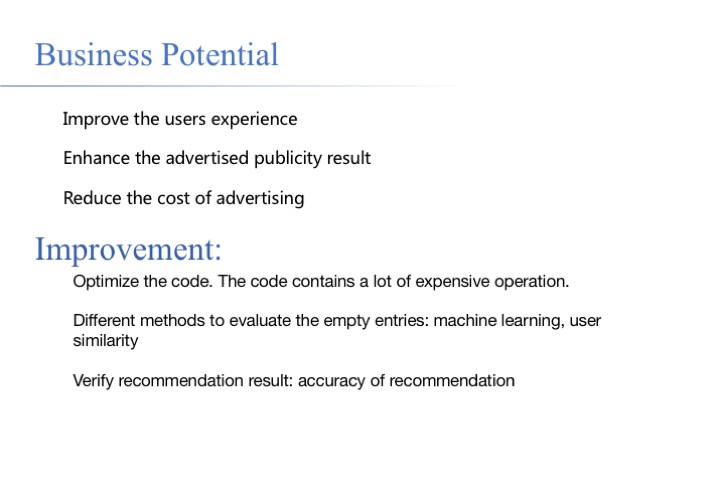 Business Potential
Improve the users experience
Enhance the advertised publicity result
Reduce the cost of advertising
Improvement:
Optimize the code. The code contains a lot of expensive operation.
Different methods to evaluate the empty entries: machine learning, user
similarity
Verify recommendation result: accuracy of recommendation